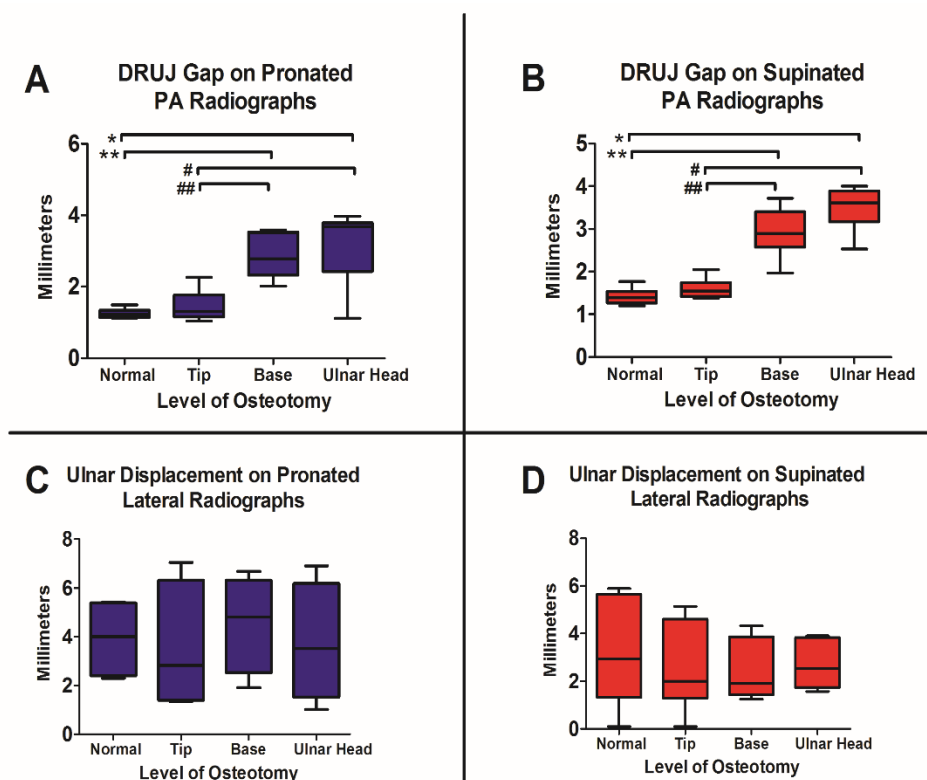 A
DRUJ Gap on Pronated
PA Radiographs
Millimeters
6
4
2
0
*
**
#
##
Normal Tip Base Ulnar Head
Level of Osteotomy
B
DRUJ Gap on Supinated
PA Radiographs
Millimeters
5
4
3
2
1
0
*
**
#
##
Normal Tip Base Ulnar Head
Level of Osteotomy
C
Ulnar Displacement on Pronated
Lateral Radiographs
Millimeters
8
6
4
2
0
Normal Tip Base Ulnar Head
Level of Osteotomy
D
Ulnar Displacement on Supinated
Lateral Radiographs
Millimeters
8
6
4
2
0
Normal Tip Base Ulnar Head
Level of Osteotomy